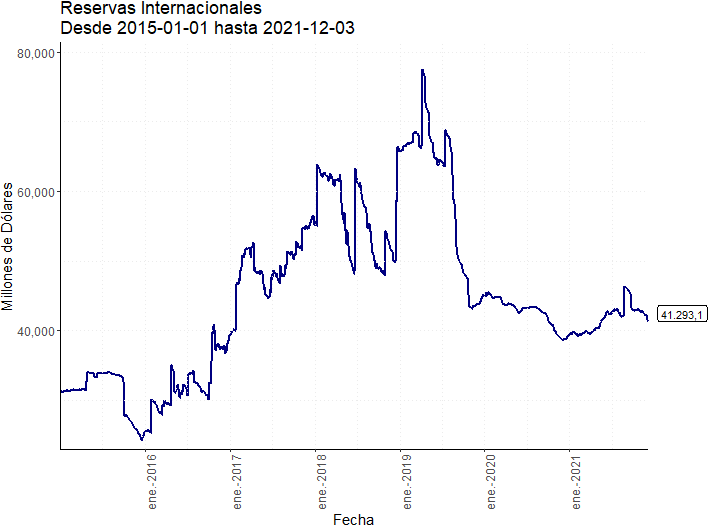 Reservas Internacionales
Desde 2015-01-01 hasta 2021-12-03
Millones de Dólares
80,000
60,000
40,000
41.293,1
ene.-2016
ene.-2017
ene.-2018
ene.-2019
ene.-2020
ene.-2021
Fecha